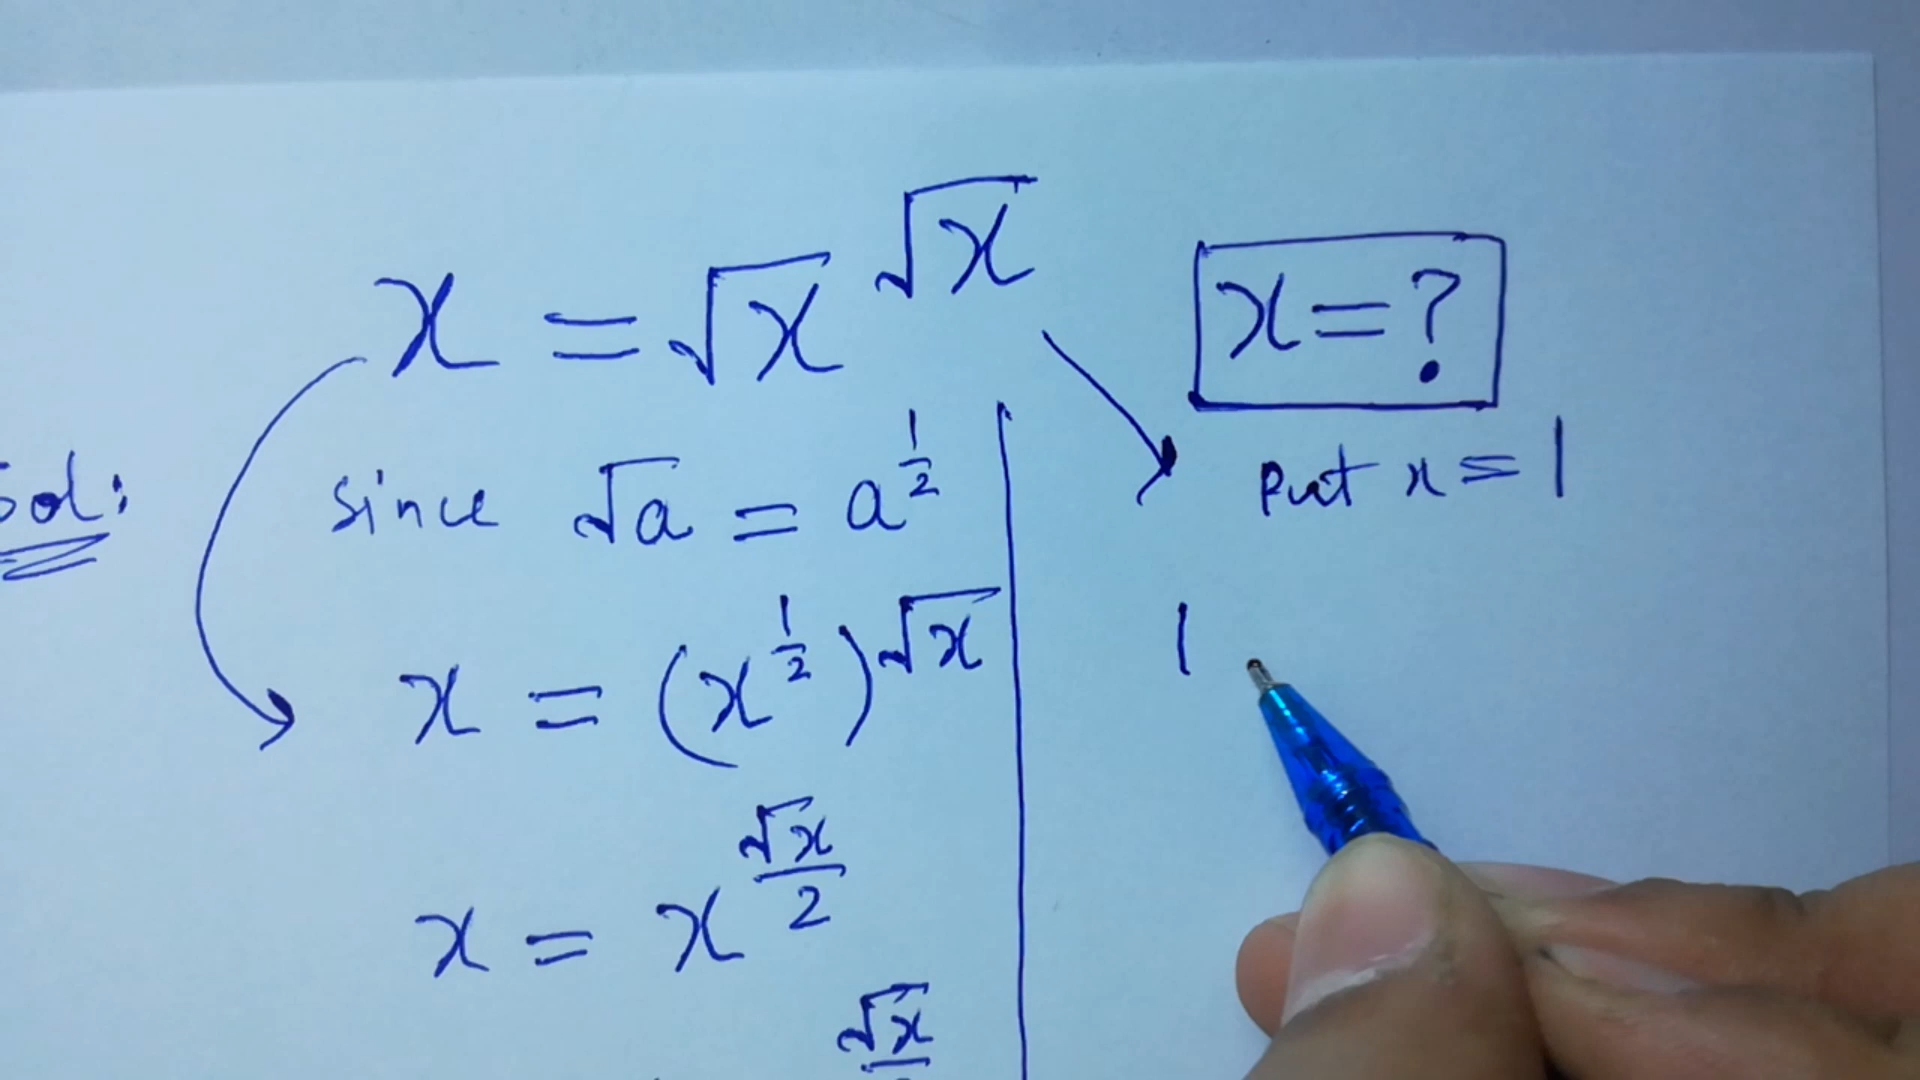 x = √x^√x
x = ?
Sol:
since √a = a^1/2
x = (x^1/2)^√x
x = x^√x/2
√x
put x = 1
1